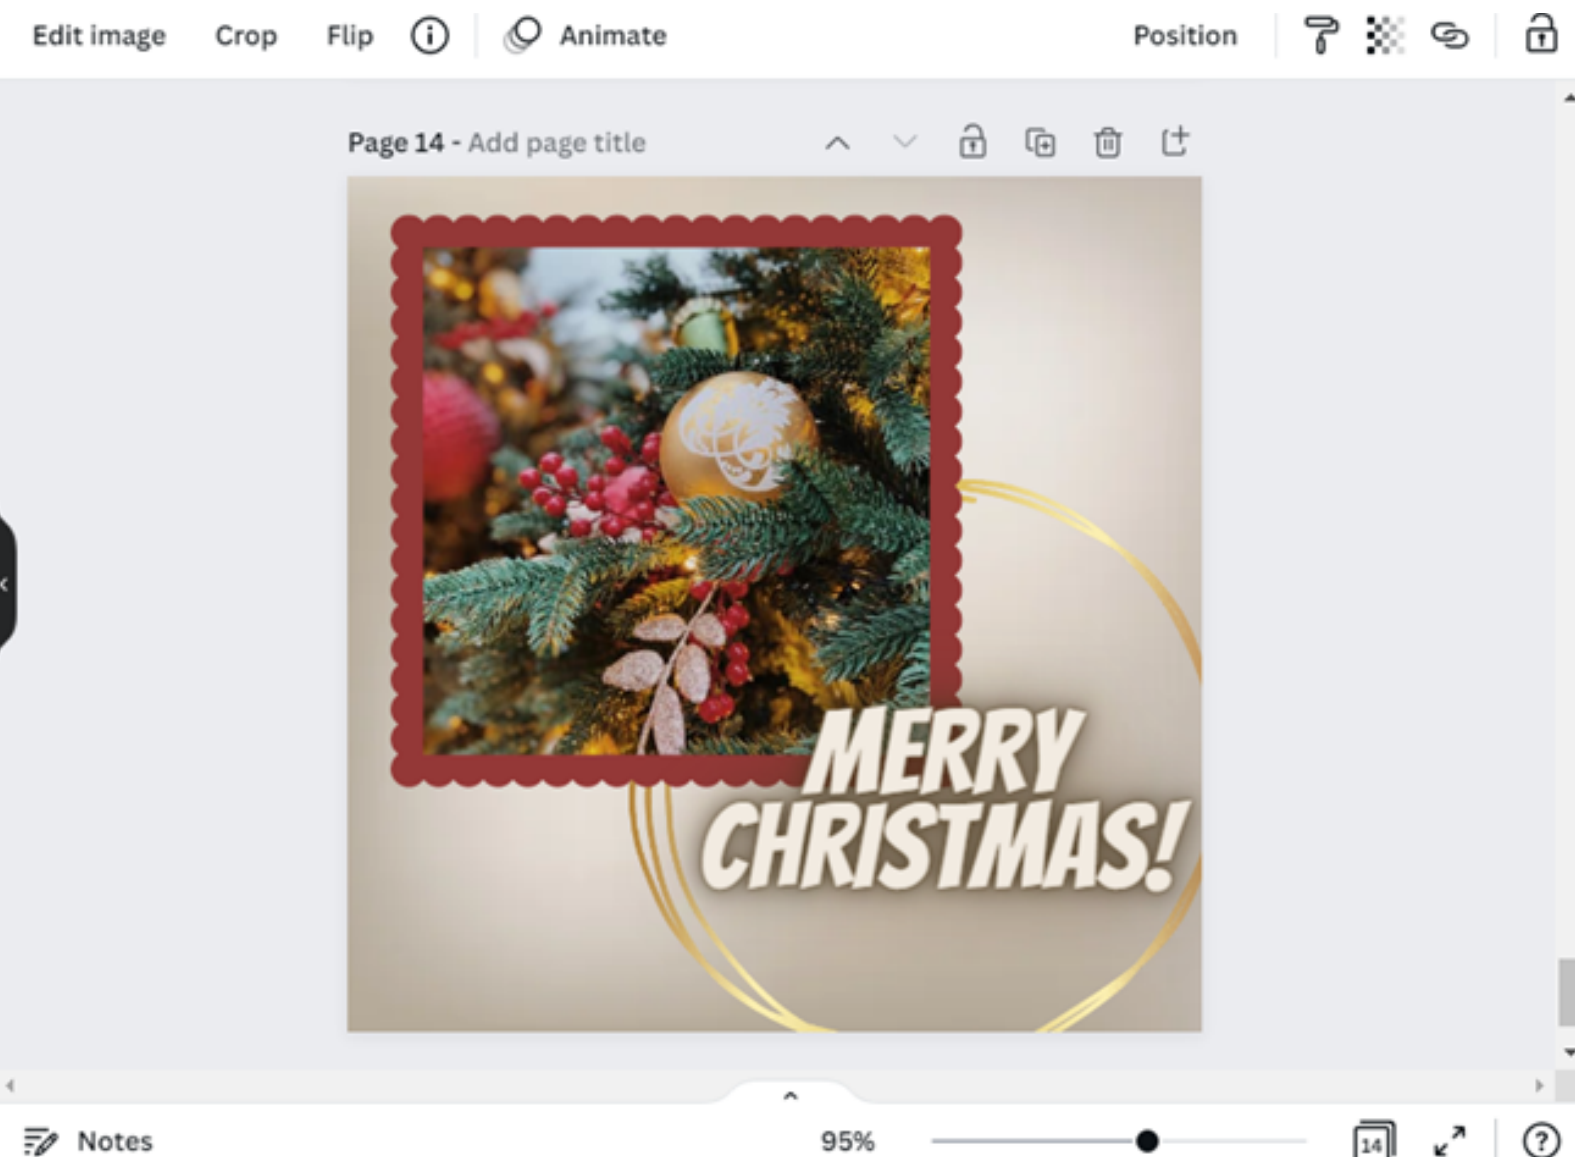 Edit image Crop Flip Animate Position
Page 14 - Add page title
MERRY
CHRISTMAS!
Notes 95% 14 ?